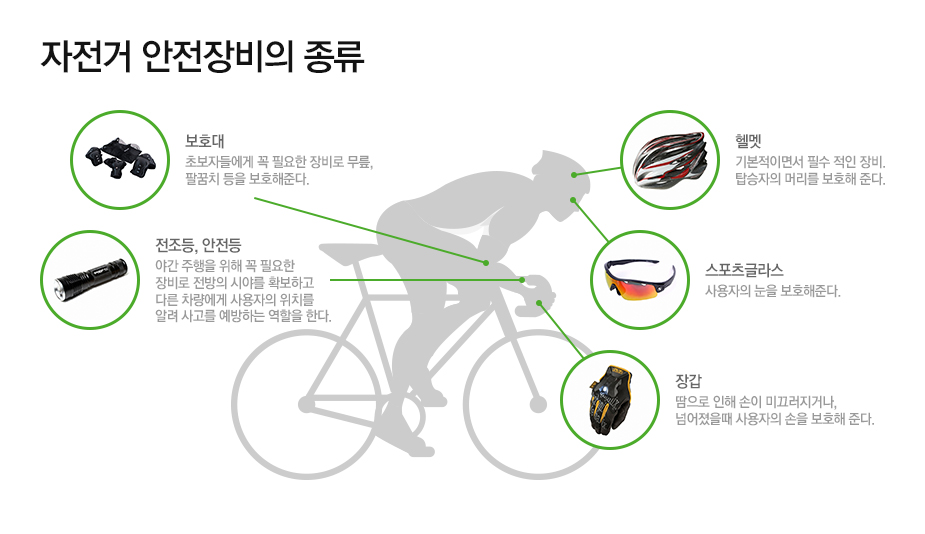 자전거 안전장비의 종류
보호대
초보자들에게 꼭 필요한 장비로 무릎,
팔꿈치 등을 보호해준다.
전조등, 안전등
야간 주행을 위해 꼭 필요한
장비로 전방의 시야를 확보하고
다른 차량에게 사용자의 위치를
알려 사고를 예방하는 역할을 한다.
헬멧
기본적이면서 필수 적인 장비.
탑승자의 머리를 보호해 준다.
스포츠글라스
사용자의 눈을 보호해준다.
장갑
땀으로 인해 손이 미끄러지거나,
넘어졌을때 사용자의 손을 보호해 준다.